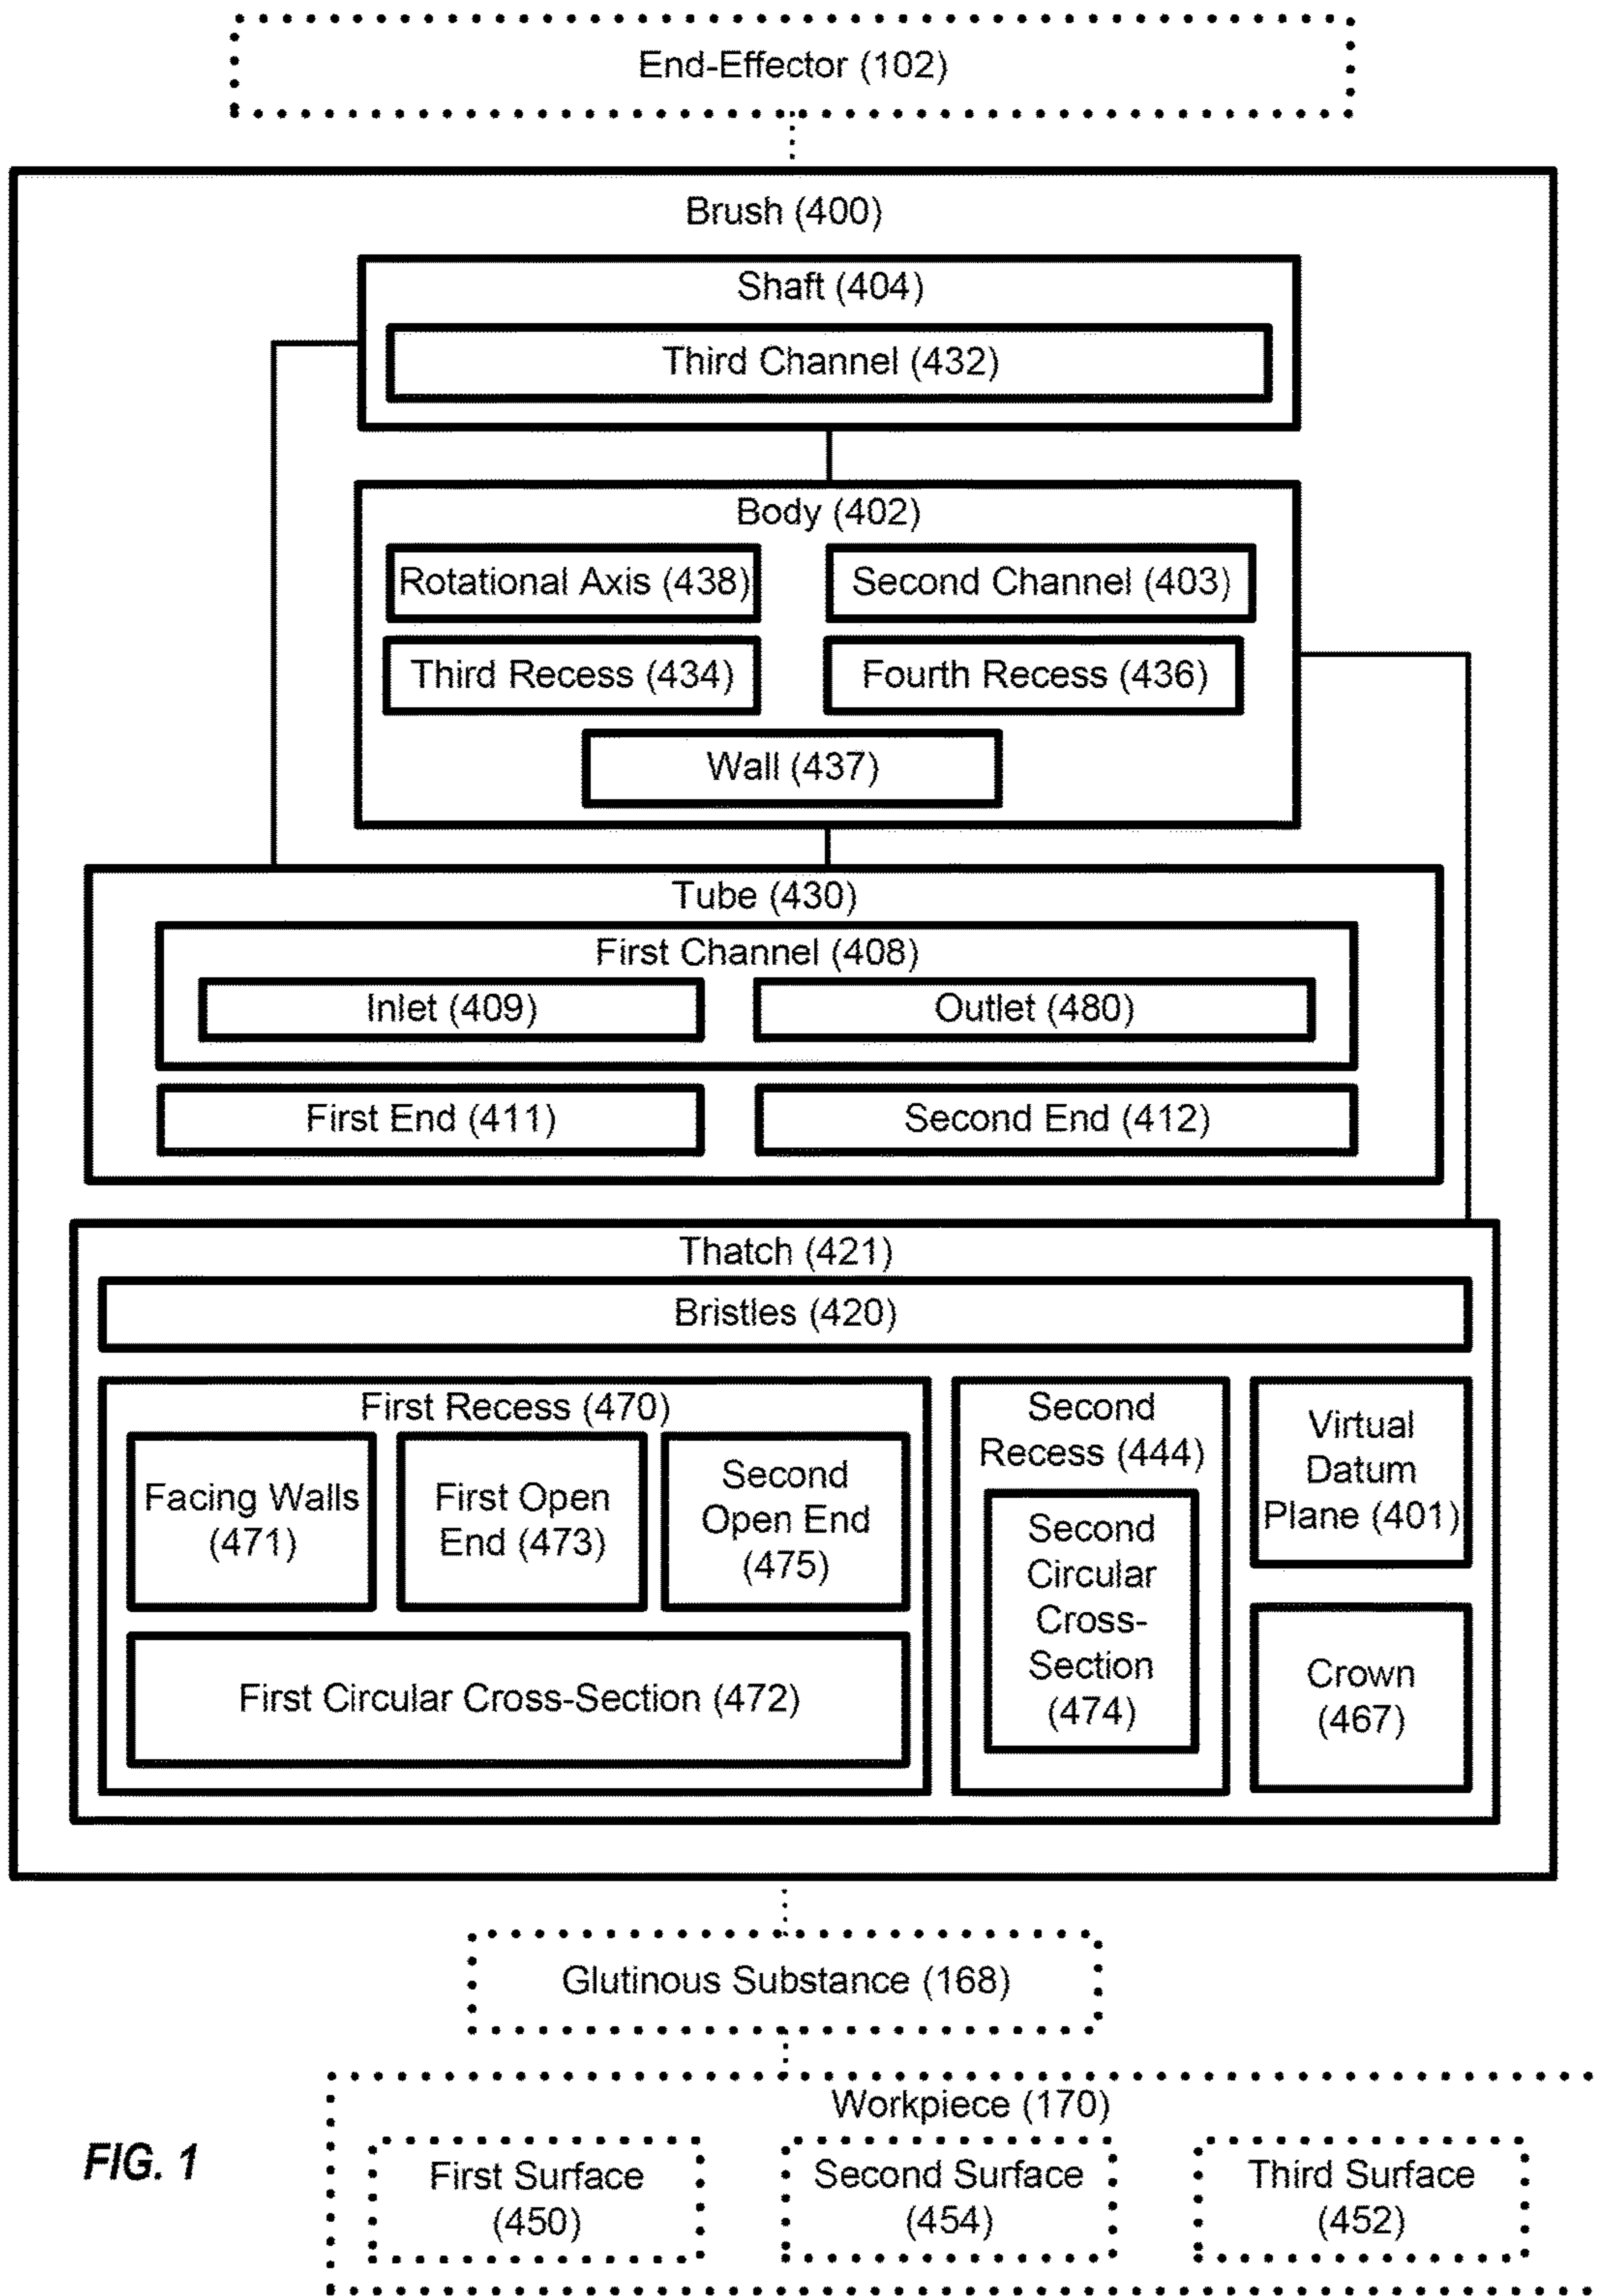 End-Effector (102)
Brush (400)
Shaft (404)
Third Channel (432)
Body (402)
Rotational Axis (438)
Second Channel (403)
Third Recess (434)
Fourth Recess (436)
Wall (437)
Tube (430)
First Channel (408)
Inlet (409)
Outlet (480)
First End (411)
Second End (412)
Thatch (421)
Bristles (420)
First Recess (470)
Facing Walls
(471)
First Open
End (473)
Second
Open End
(475)
First Circular Cross-Section (472)
Second
Recess (444)
Second
Circular
Cross-
Section
(474)
Virtual
Datum
Plane (401)
Crown
(467)
Glutinous Substance (168)
Workpiece (170)
First Surface
(450)
Second Surface
(454)
Third Surface
(452)
FIG. 1